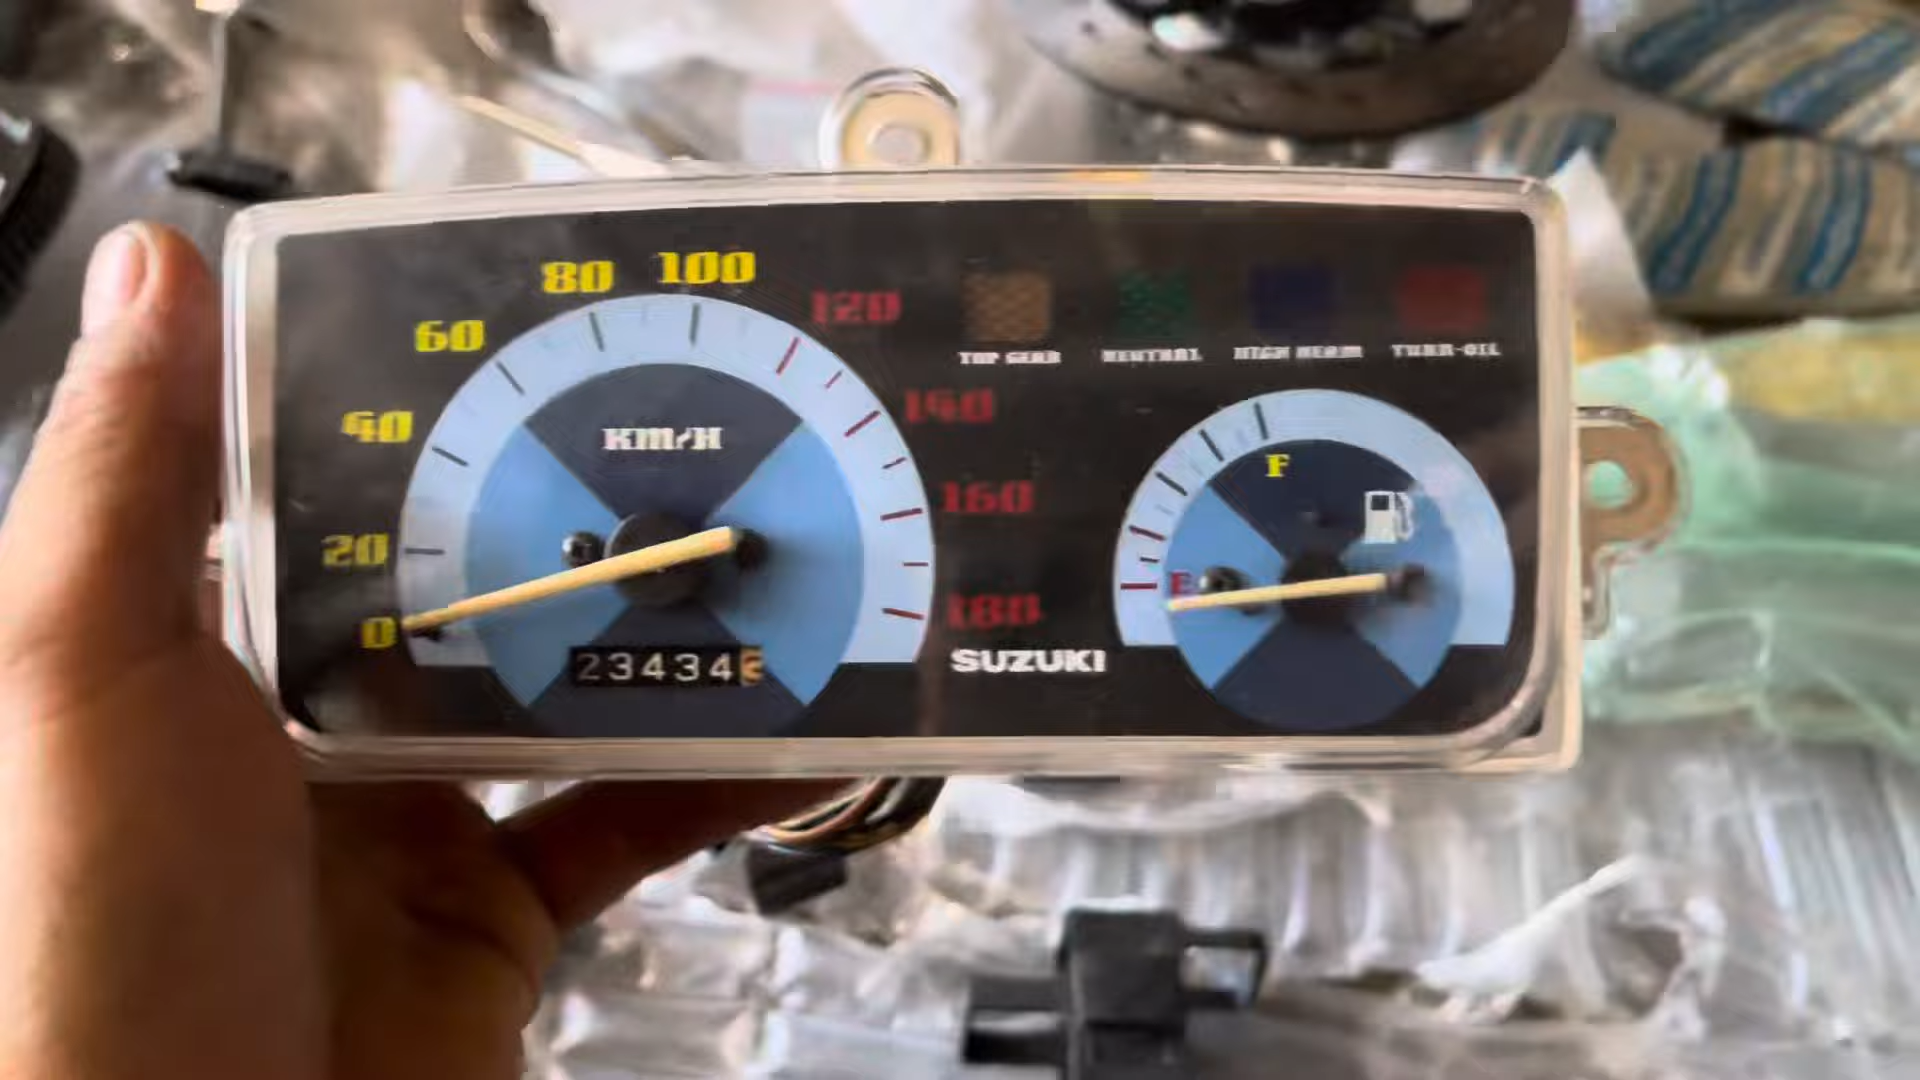 80 100
60 120
40 KM/H 140
20 160
0 180
23434
SUZUKI
TOP GEAR NEUTRAL HIGH BERM TURN-OIL
F
E